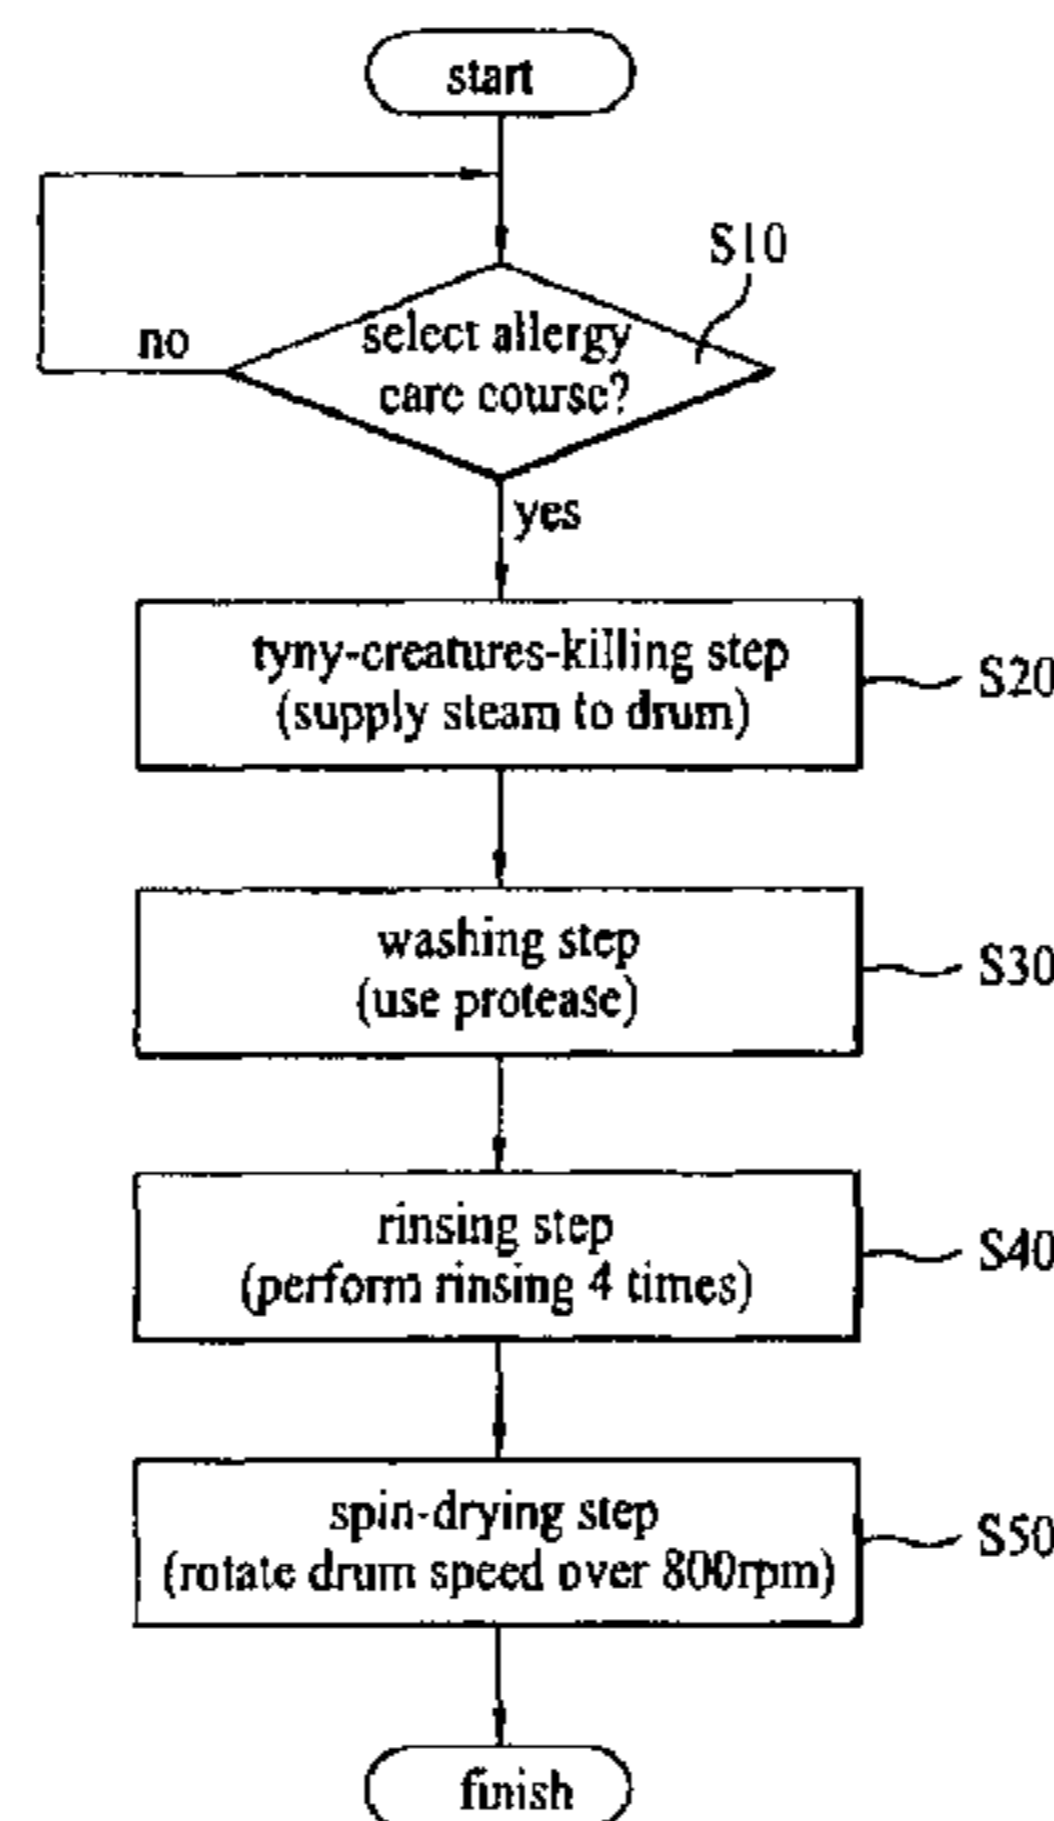 start
S10
no
select allergy
care course?
yes
tyny-creatures-killing step
(supply steam to drum)
S20
washing step
(use protease)
S30
rinsing step
(perform rinsing 4 times)
S40
spin-drying step
(rotate drum speed over 800rpm)
S50
finish